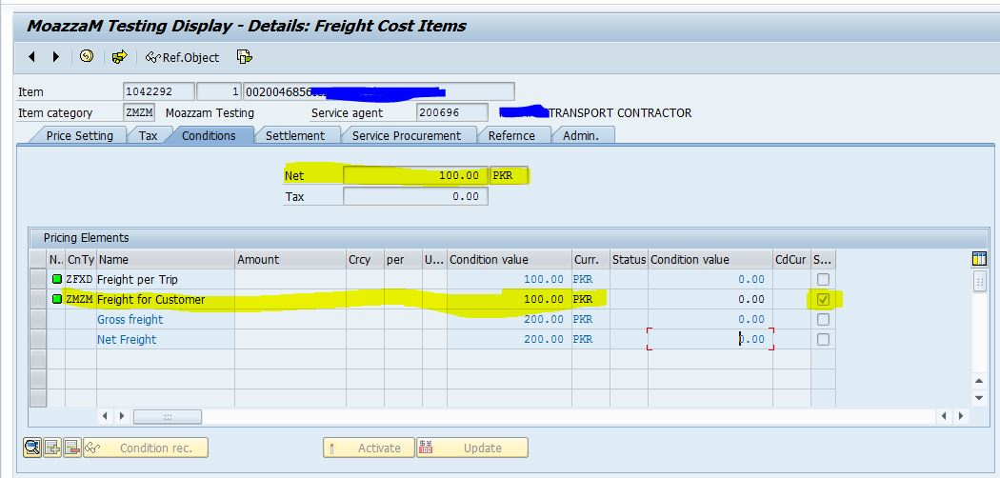 MoazzaM Testing Display - Details: Freight Cost Items
Ref.Object
Item 1042292 1 0020046856
Item category ZMZM Moazzam Testing Service agent 200696 TRANSPORT CONTRACTOR
Price Setting Tax Conditions Settlement Service Procurement Refernce Admin.
Net 100.00 PKR
Tax 0.00
Pricing Elements
N.. CnTy Name Amount Crcy per U... Condition value Curr. Status Condition value CdCur S...
ZFXD Freight per Trip 100.00 PKR 0.00
ZMZM Freight for Customer 100.00 PKR 0.00
Gross freight 200.00 PKR 0.00
Net Freight 200.00 PKR 0.00
Condition rec. Activate Update